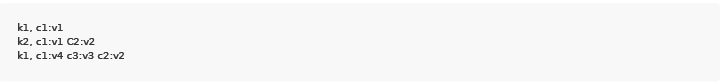 k1, c1:v1
k2, c1:v1 C2:v2
k1, c1:v4 c3:v3 c2:v2